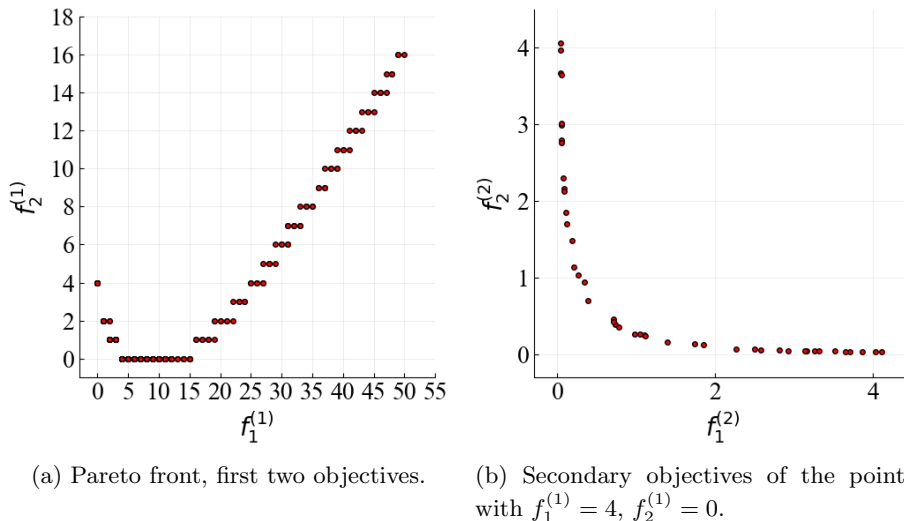 18
16
14
12
10
8
6
4
2
0
f_2^{(1)}
0 5 10 15 20 25 30 35 40 45 50 55
f_1^{(1)}
4
3
2
1
0
f_2^{(2)}
0 2 4
f_1^{(2)}
(a) Pareto front, first two objectives.
(b) Secondary objectives of the point
with f_1^{(1)} = 4, f_2^{(1)} = 0.